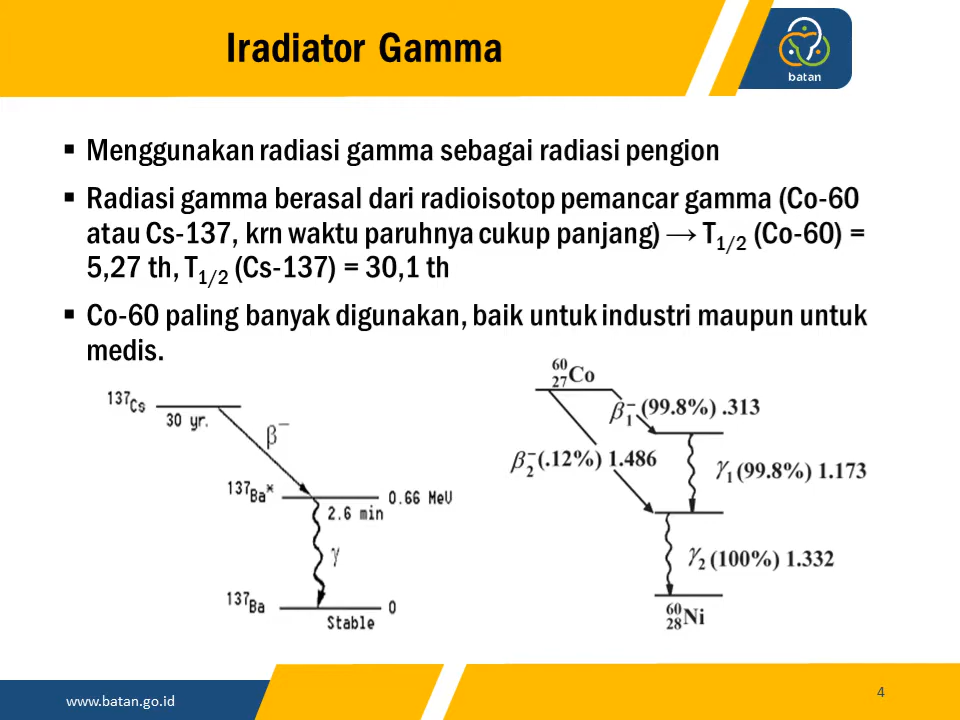 Iradiator Gamma
batan
▪ Menggunakan radiasi gamma sebagai radiasi pengion
▪ Radiasi gamma berasal dari radioisotop pemancar gamma (Co-60
atau Cs-137, krn waktu paruhnya cukup panjang) → T1/2 (Co-60) =
5,27 th, T1/2 (Cs-137) = 30,1 th
▪ Co-60 paling banyak digunakan, baik untuk industri maupun untuk
medis.
137Cs
30 yr.
β−
137Ba*
0.66 MeV
2.6 min
γ
137Ba
0
Stable
60 27 Co
β1− (99.8%) .313
β2− (.12%) 1.486
γ1 (99.8%) 1.173
γ2 (100%) 1.332
60 28 Ni
www.batan.go.id
4